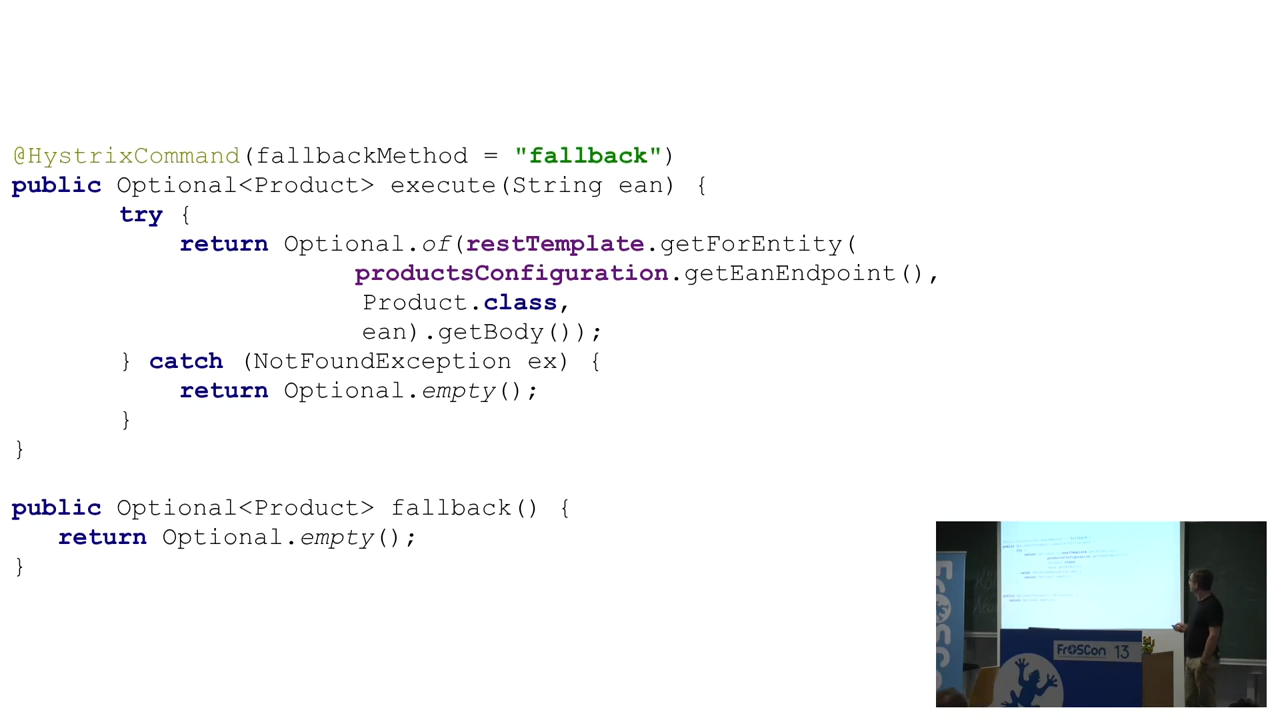 @HystrixCommand(fallbackMethod = "fallback")
public Optional<Product> execute(String ean) {
try {
return Optional.of(restTemplate.getForEntity(
productsConfiguration.getEanEndpoint(),
Product.class,
ean).getBody());
} catch (NotFoundException ex) {
return Optional.empty();
}
}
public Optional<Product> fallback() {
return Optional.empty();
}
FrOSCon 13